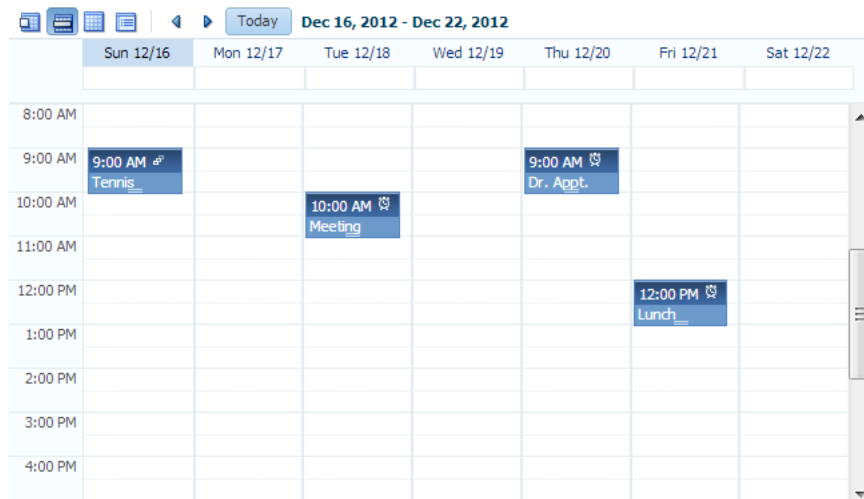 Today Dec 16, 2012 - Dec 22, 2012
Sun 12/16 Mon 12/17 Tue 12/18 Wed 12/19 Thu 12/20 Fri 12/21 Sat 12/22
8:00 AM
9:00 AM 9:00 AM 9:00 AM
Tennis Dr. Appt.
10:00 AM 10:00 AM
Meeting
11:00 AM
12:00 PM 12:00 PM
Lunch
1:00 PM
2:00 PM
3:00 PM
4:00 PM